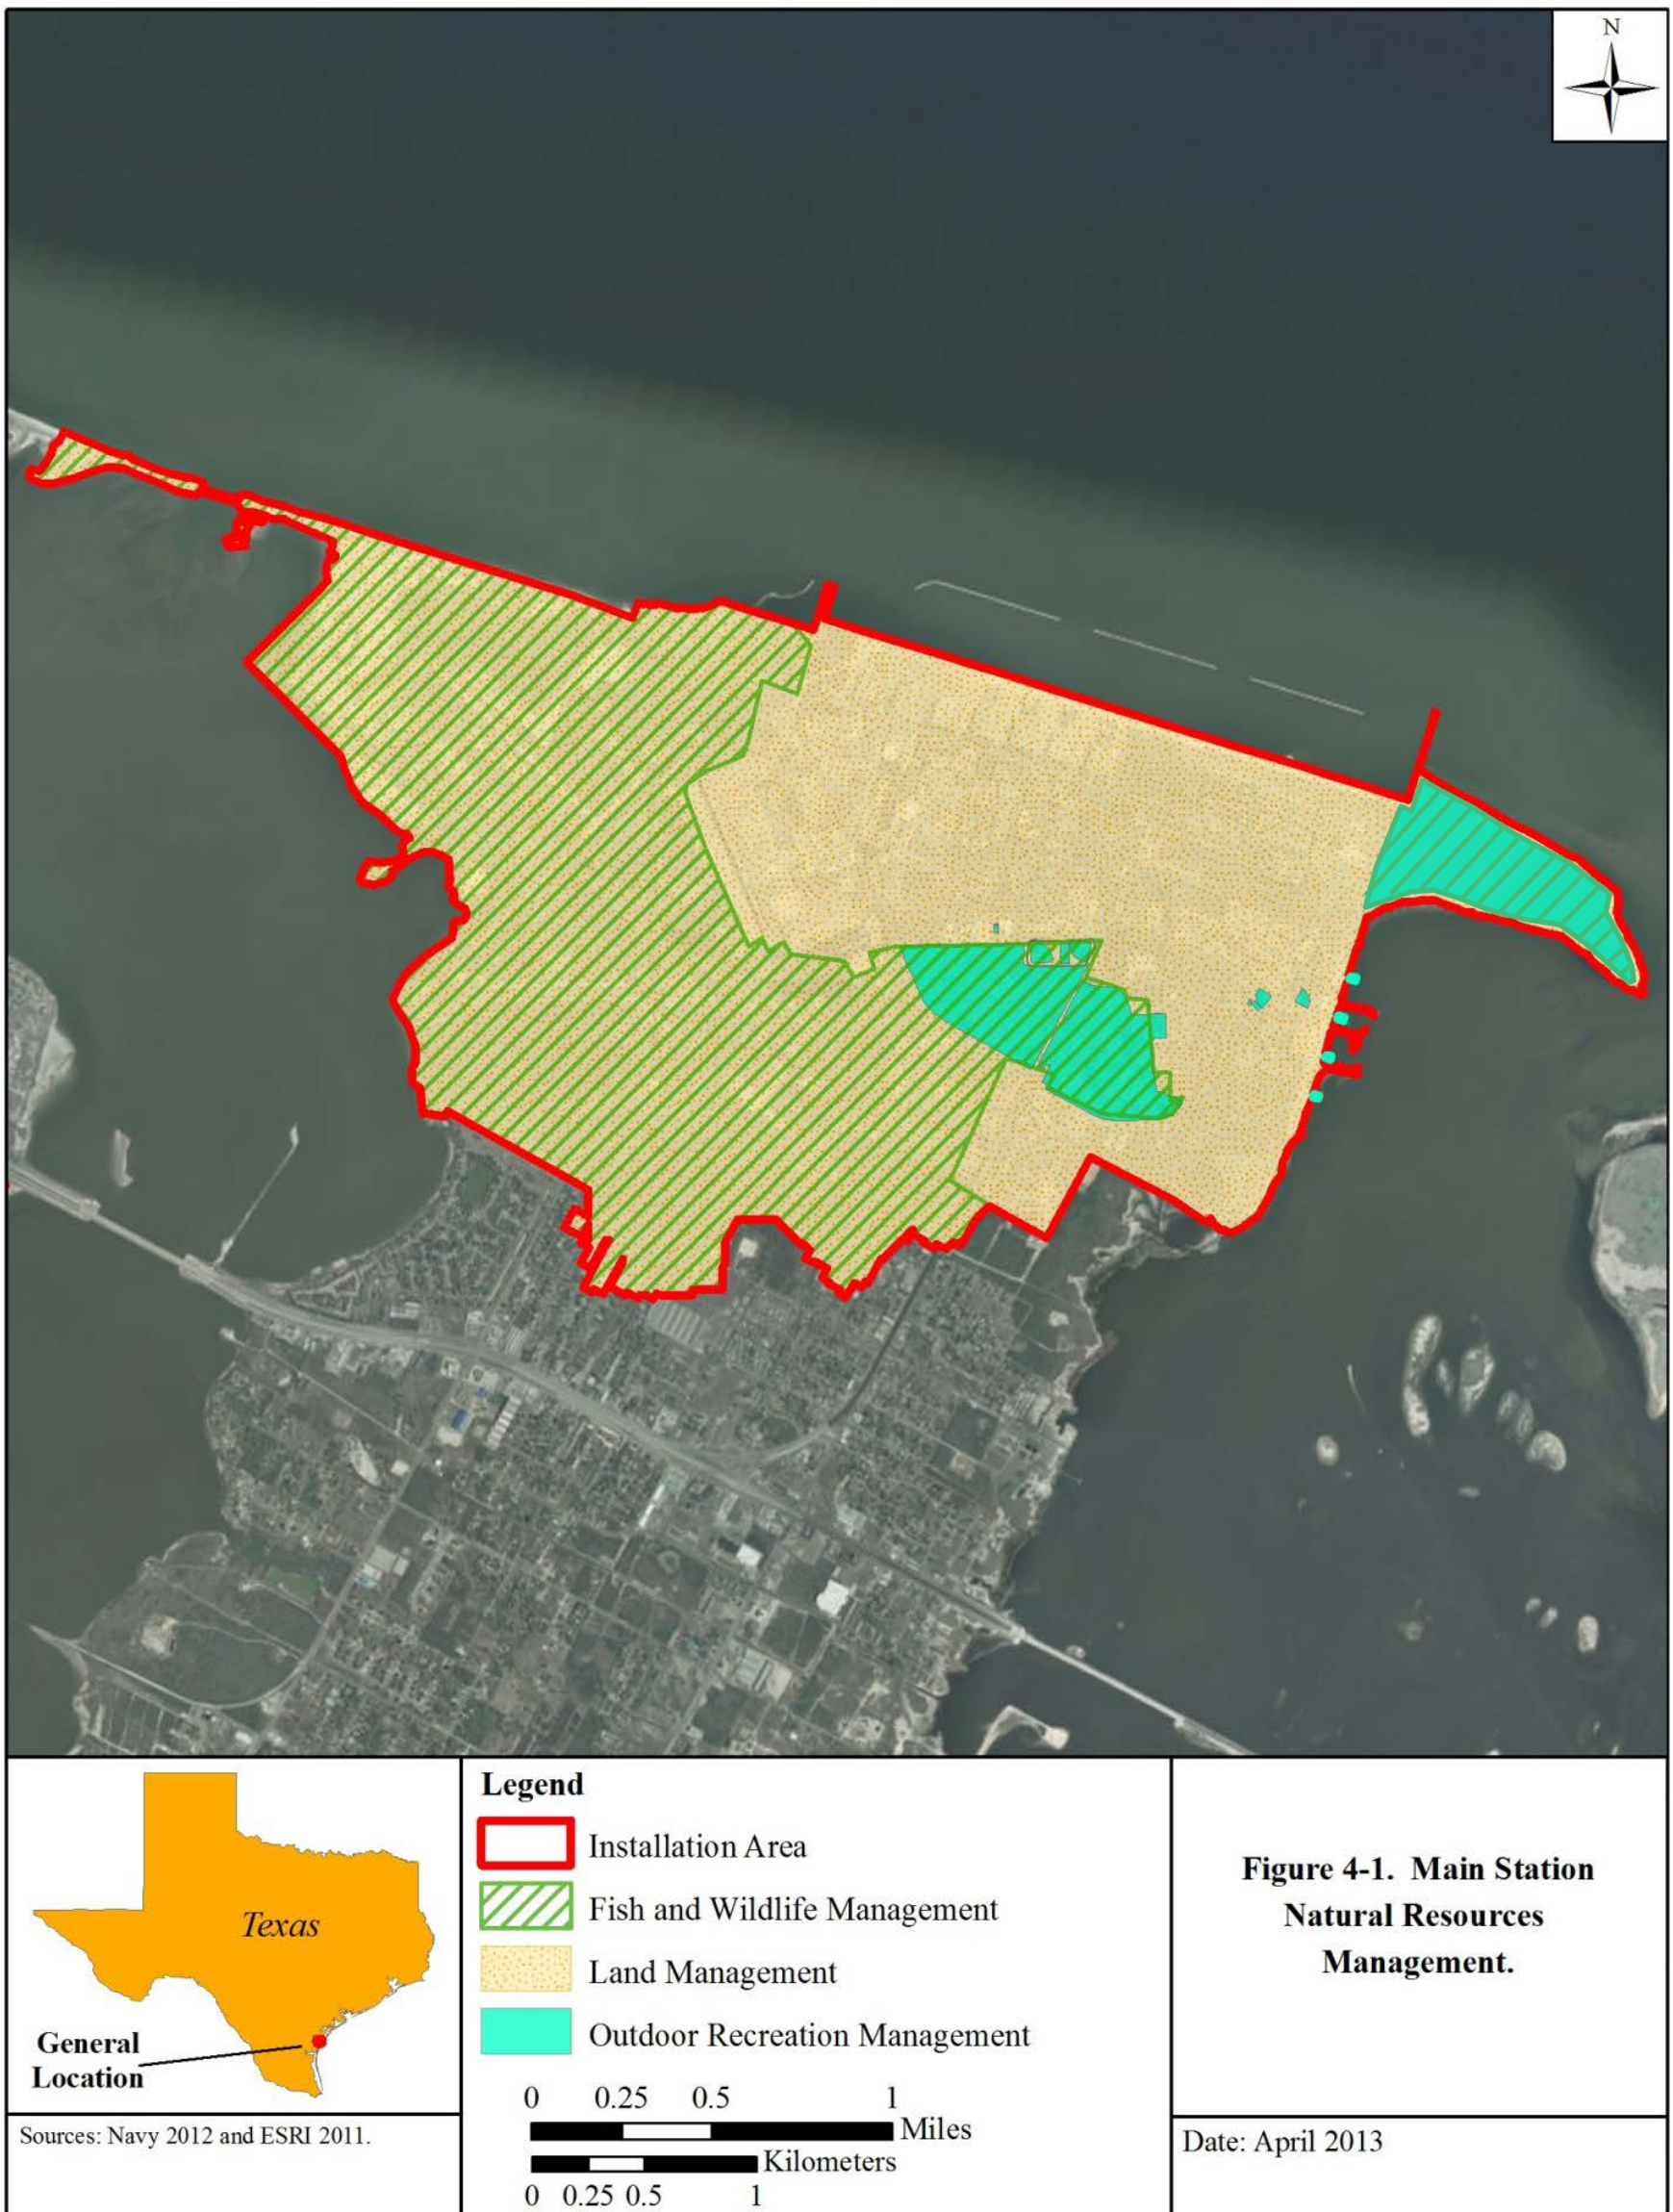 N
Texas
General
Location
Sources: Navy 2012 and ESRI 2011.
Legend
Installation Area
Fish and Wildlife Management
Land Management
Outdoor Recreation Management
0 0.25 0.5 1
Miles
Kilometers
0 0.25 0.5 1
Figure 4-1. Main Station
Natural Resources
Management.
Date: April 2013